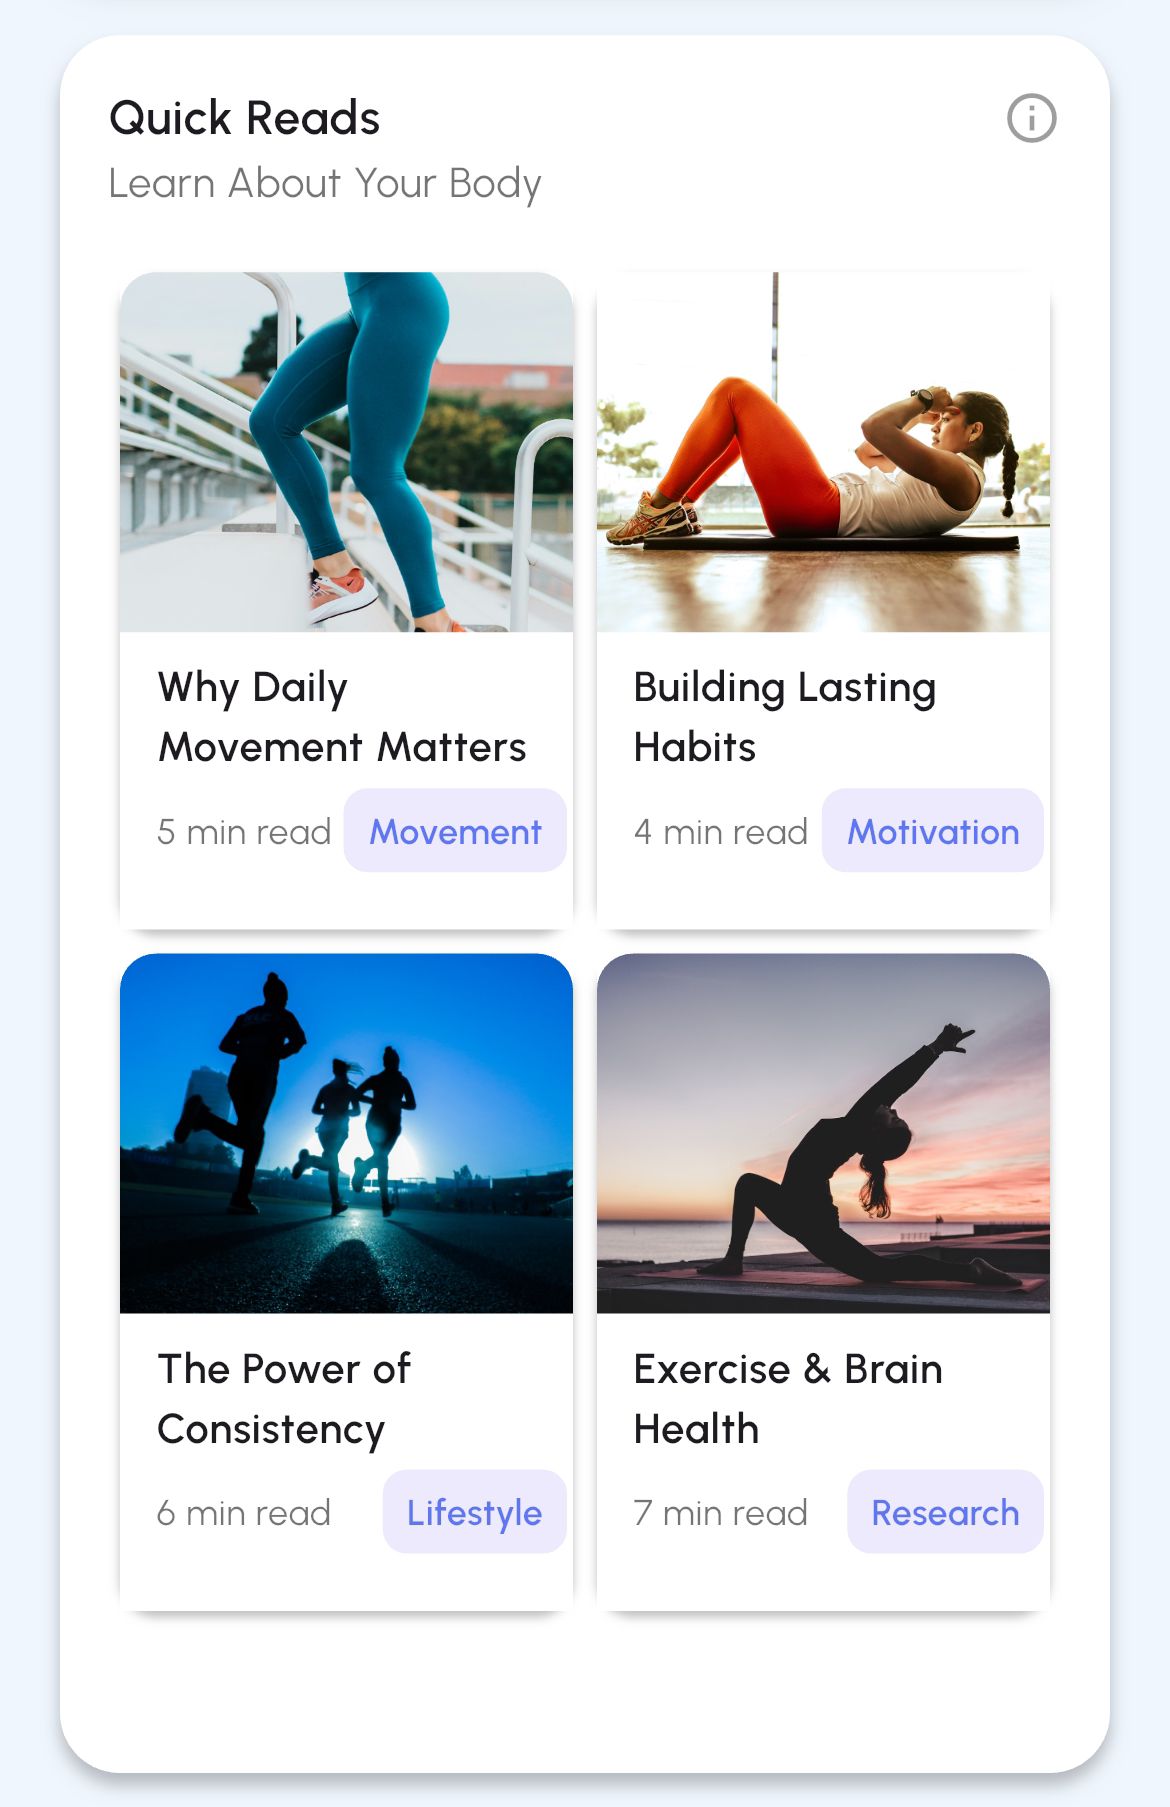 Quick Reads
Learn About Your Body
Why Daily
Movement Matters
5 min read Movement
Building Lasting
Habits
4 min read Motivation
The Power of
Consistency
6 min read Lifestyle
Exercise & Brain
Health
7 min read Research